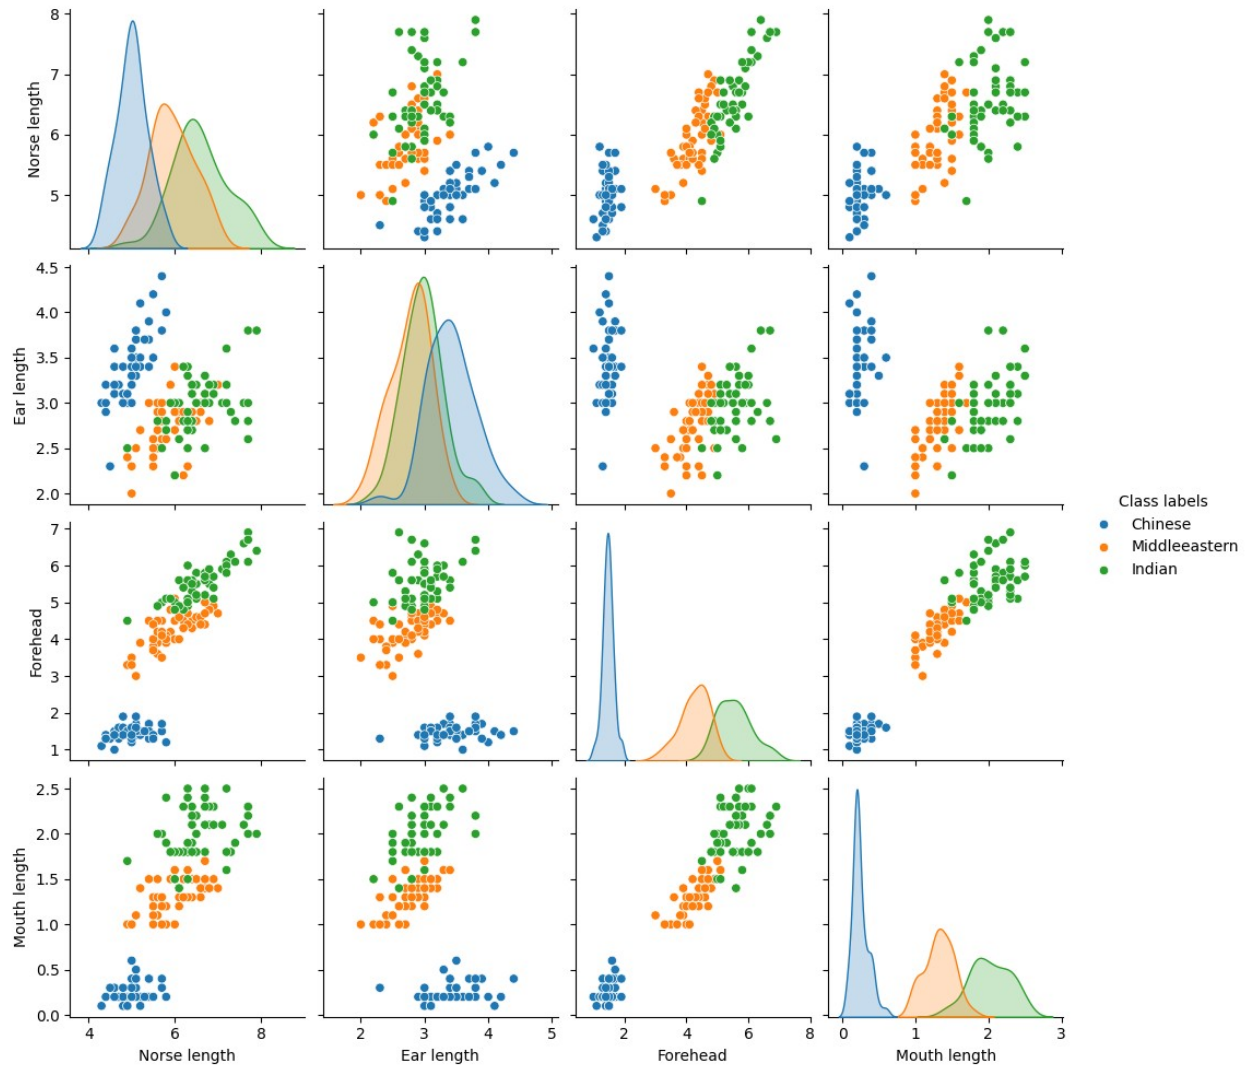 8
7
6
5
Norse length
4.5
4.0
3.5
3.0
2.5
2.0
Ear length
Class labels
Chinese
Middleeastern
Indian
7
6
5
4
3
2
1
Forehead
2.5
2.0
1.5
1.0
0.5
0.0
Mouth length
4 6 8 2 3 4 5 2 4 6 8 0 1 2 3
Norse length Ear length Forehead Mouth length